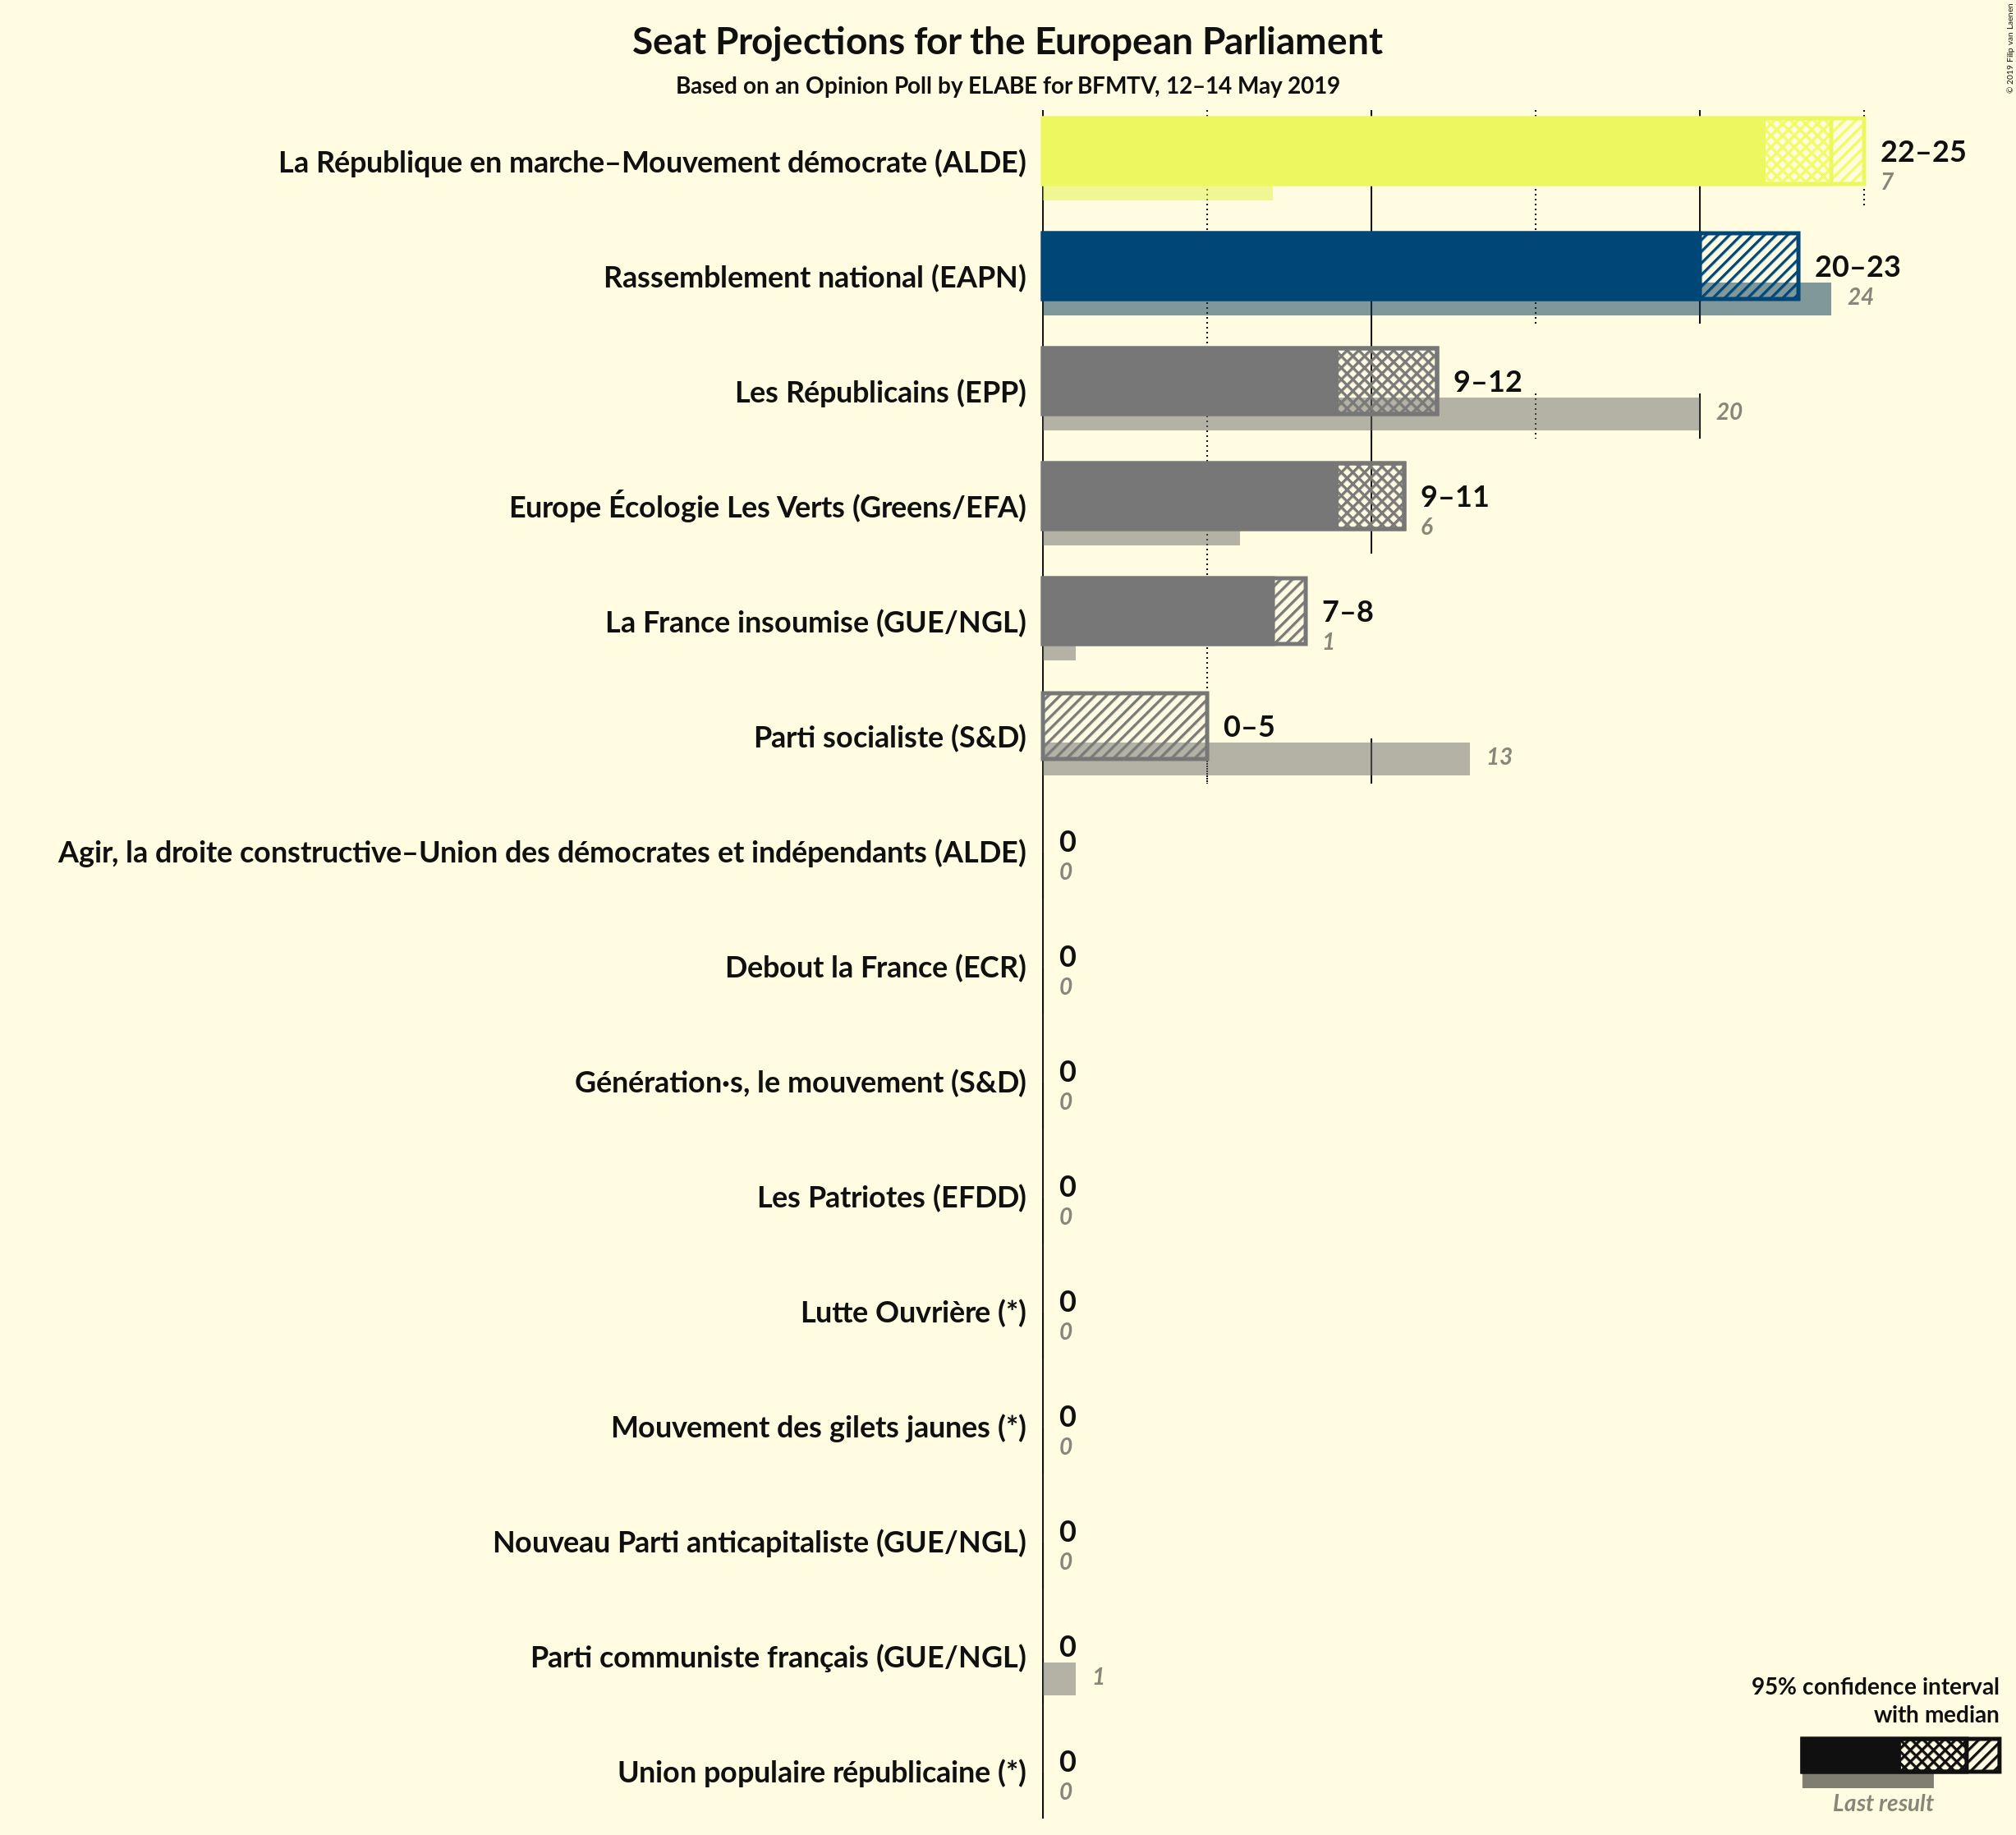 Seat Projections for the European Parliament
Based on an Opinion Poll by ELABE for BFMTV, 12–14 May 2019
© 2019 Filip van Laenen
La République en marche–Mouvement démocrate (ALDE)
22–25
7
Rassemblement national (EAPN)
20–23
24
Les Républicains (EPP)
9–12
20
Europe Écologie Les Verts (Greens/EFA)
9–11
6
La France insoumise (GUE/NGL)
7–8
1
Parti socialiste (S&D)
0–5
13
Agir, la droite constructive–Union des démocrates et indépendants (ALDE)
0
0
Debout la France (ECR)
0
0
Génération·s, le mouvement (S&D)
0
0
Les Patriotes (EFDD)
0
0
Lutte Ouvrière (*)
0
0
Mouvement des gilets jaunes (*)
0
0
Nouveau Parti anticapitaliste (GUE/NGL)
0
0
Parti communiste français (GUE/NGL)
0
1
Union populaire républicaine (*)
0
0
95% confidence interval
with median
Last result